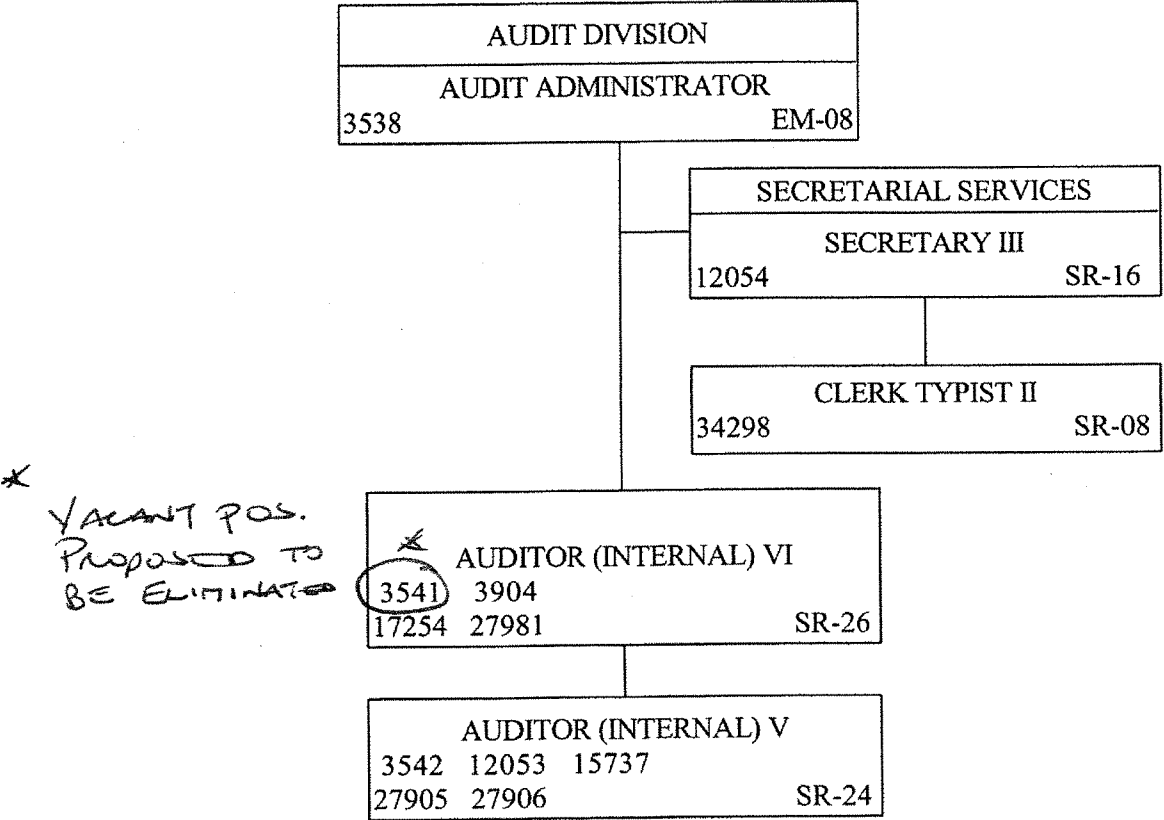 AUDIT DIVISION
AUDIT ADMINISTRATOR
3538 EM-08
SECRETARIAL SERVICES
SECRETARY III
12054 SR-16
CLERK TYPIST II
34298 SR-08
*
VACANT POS.
PROPOSED TO
BE ELIMINATED
*
AUDITOR (INTERNAL) VI
3541 3904
17254 27981 SR-26
AUDITOR (INTERNAL) V
3542 12053 15737
27905 27906 SR-24